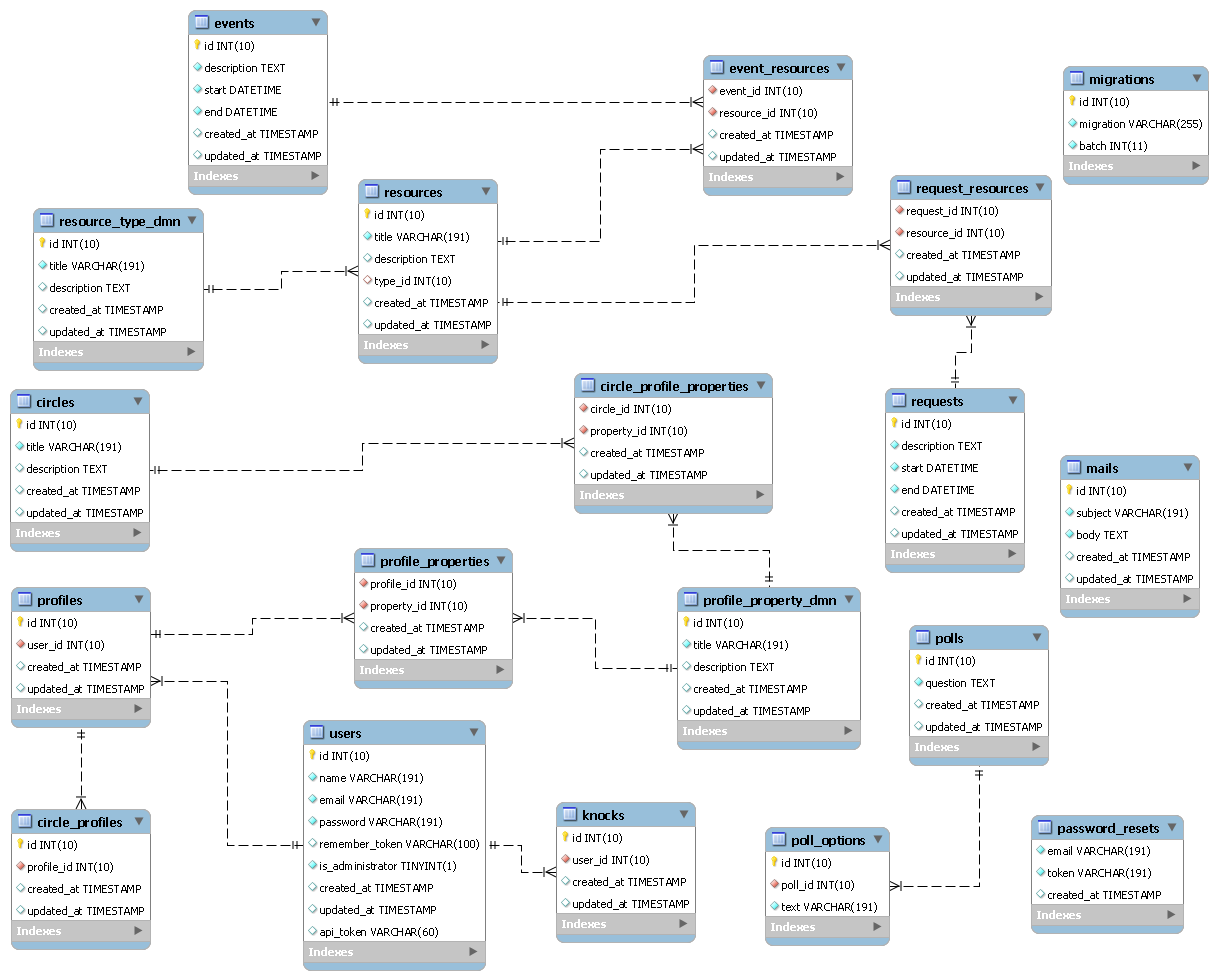 events
id INT(10)
description TEXT
start DATETIME
end DATETIME
created_at TIMESTAMP
updated_at TIMESTAMP
Indexes
event_resources
event_id INT(10)
resource_id INT(10)
created_at TIMESTAMP
updated_at TIMESTAMP
Indexes
migrations
id INT(10)
migration VARCHAR(255)
batch INT(11)
Indexes
resource_type_dmn
id INT(10)
title VARCHAR(191)
description TEXT
created_at TIMESTAMP
updated_at TIMESTAMP
Indexes
resources
id INT(10)
title VARCHAR(191)
description TEXT
type_id INT(10)
created_at TIMESTAMP
updated_at TIMESTAMP
Indexes
request_resources
request_id INT(10)
resource_id INT(10)
created_at TIMESTAMP
updated_at TIMESTAMP
Indexes
circles
id INT(10)
title VARCHAR(191)
description TEXT
created_at TIMESTAMP
updated_at TIMESTAMP
Indexes
circle_profile_properties
circle_id INT(10)
property_id INT(10)
created_at TIMESTAMP
updated_at TIMESTAMP
Indexes
requests
id INT(10)
description TEXT
start DATETIME
end DATETIME
created_at TIMESTAMP
updated_at TIMESTAMP
Indexes
mails
id INT(10)
subject VARCHAR(191)
body TEXT
created_at TIMESTAMP
updated_at TIMESTAMP
Indexes
profiles
id INT(10)
user_id INT(10)
created_at TIMESTAMP
updated_at TIMESTAMP
Indexes
profile_properties
profile_id INT(10)
property_id INT(10)
created_at TIMESTAMP
updated_at TIMESTAMP
Indexes
profile_property_dmn
id INT(10)
title VARCHAR(191)
description TEXT
created_at TIMESTAMP
updated_at TIMESTAMP
Indexes
polls
id INT(10)
question TEXT
created_at TIMESTAMP
updated_at TIMESTAMP
Indexes
circle_profiles
id INT(10)
profile_id INT(10)
created_at TIMESTAMP
updated_at TIMESTAMP
Indexes
users
id INT(10)
name VARCHAR(191)
email VARCHAR(191)
password VARCHAR(191)
remember_token VARCHAR(100)
is_administrator TINYINT(1)
created_at TIMESTAMP
updated_at TIMESTAMP
api_token VARCHAR(60)
Indexes
knocks
id INT(10)
user_id INT(10)
created_at TIMESTAMP
updated_at TIMESTAMP
Indexes
poll_options
id INT(10)
poll_id INT(10)
text VARCHAR(191)
Indexes
password_resets
email VARCHAR(191)
token VARCHAR(191)
created_at TIMESTAMP
Indexes